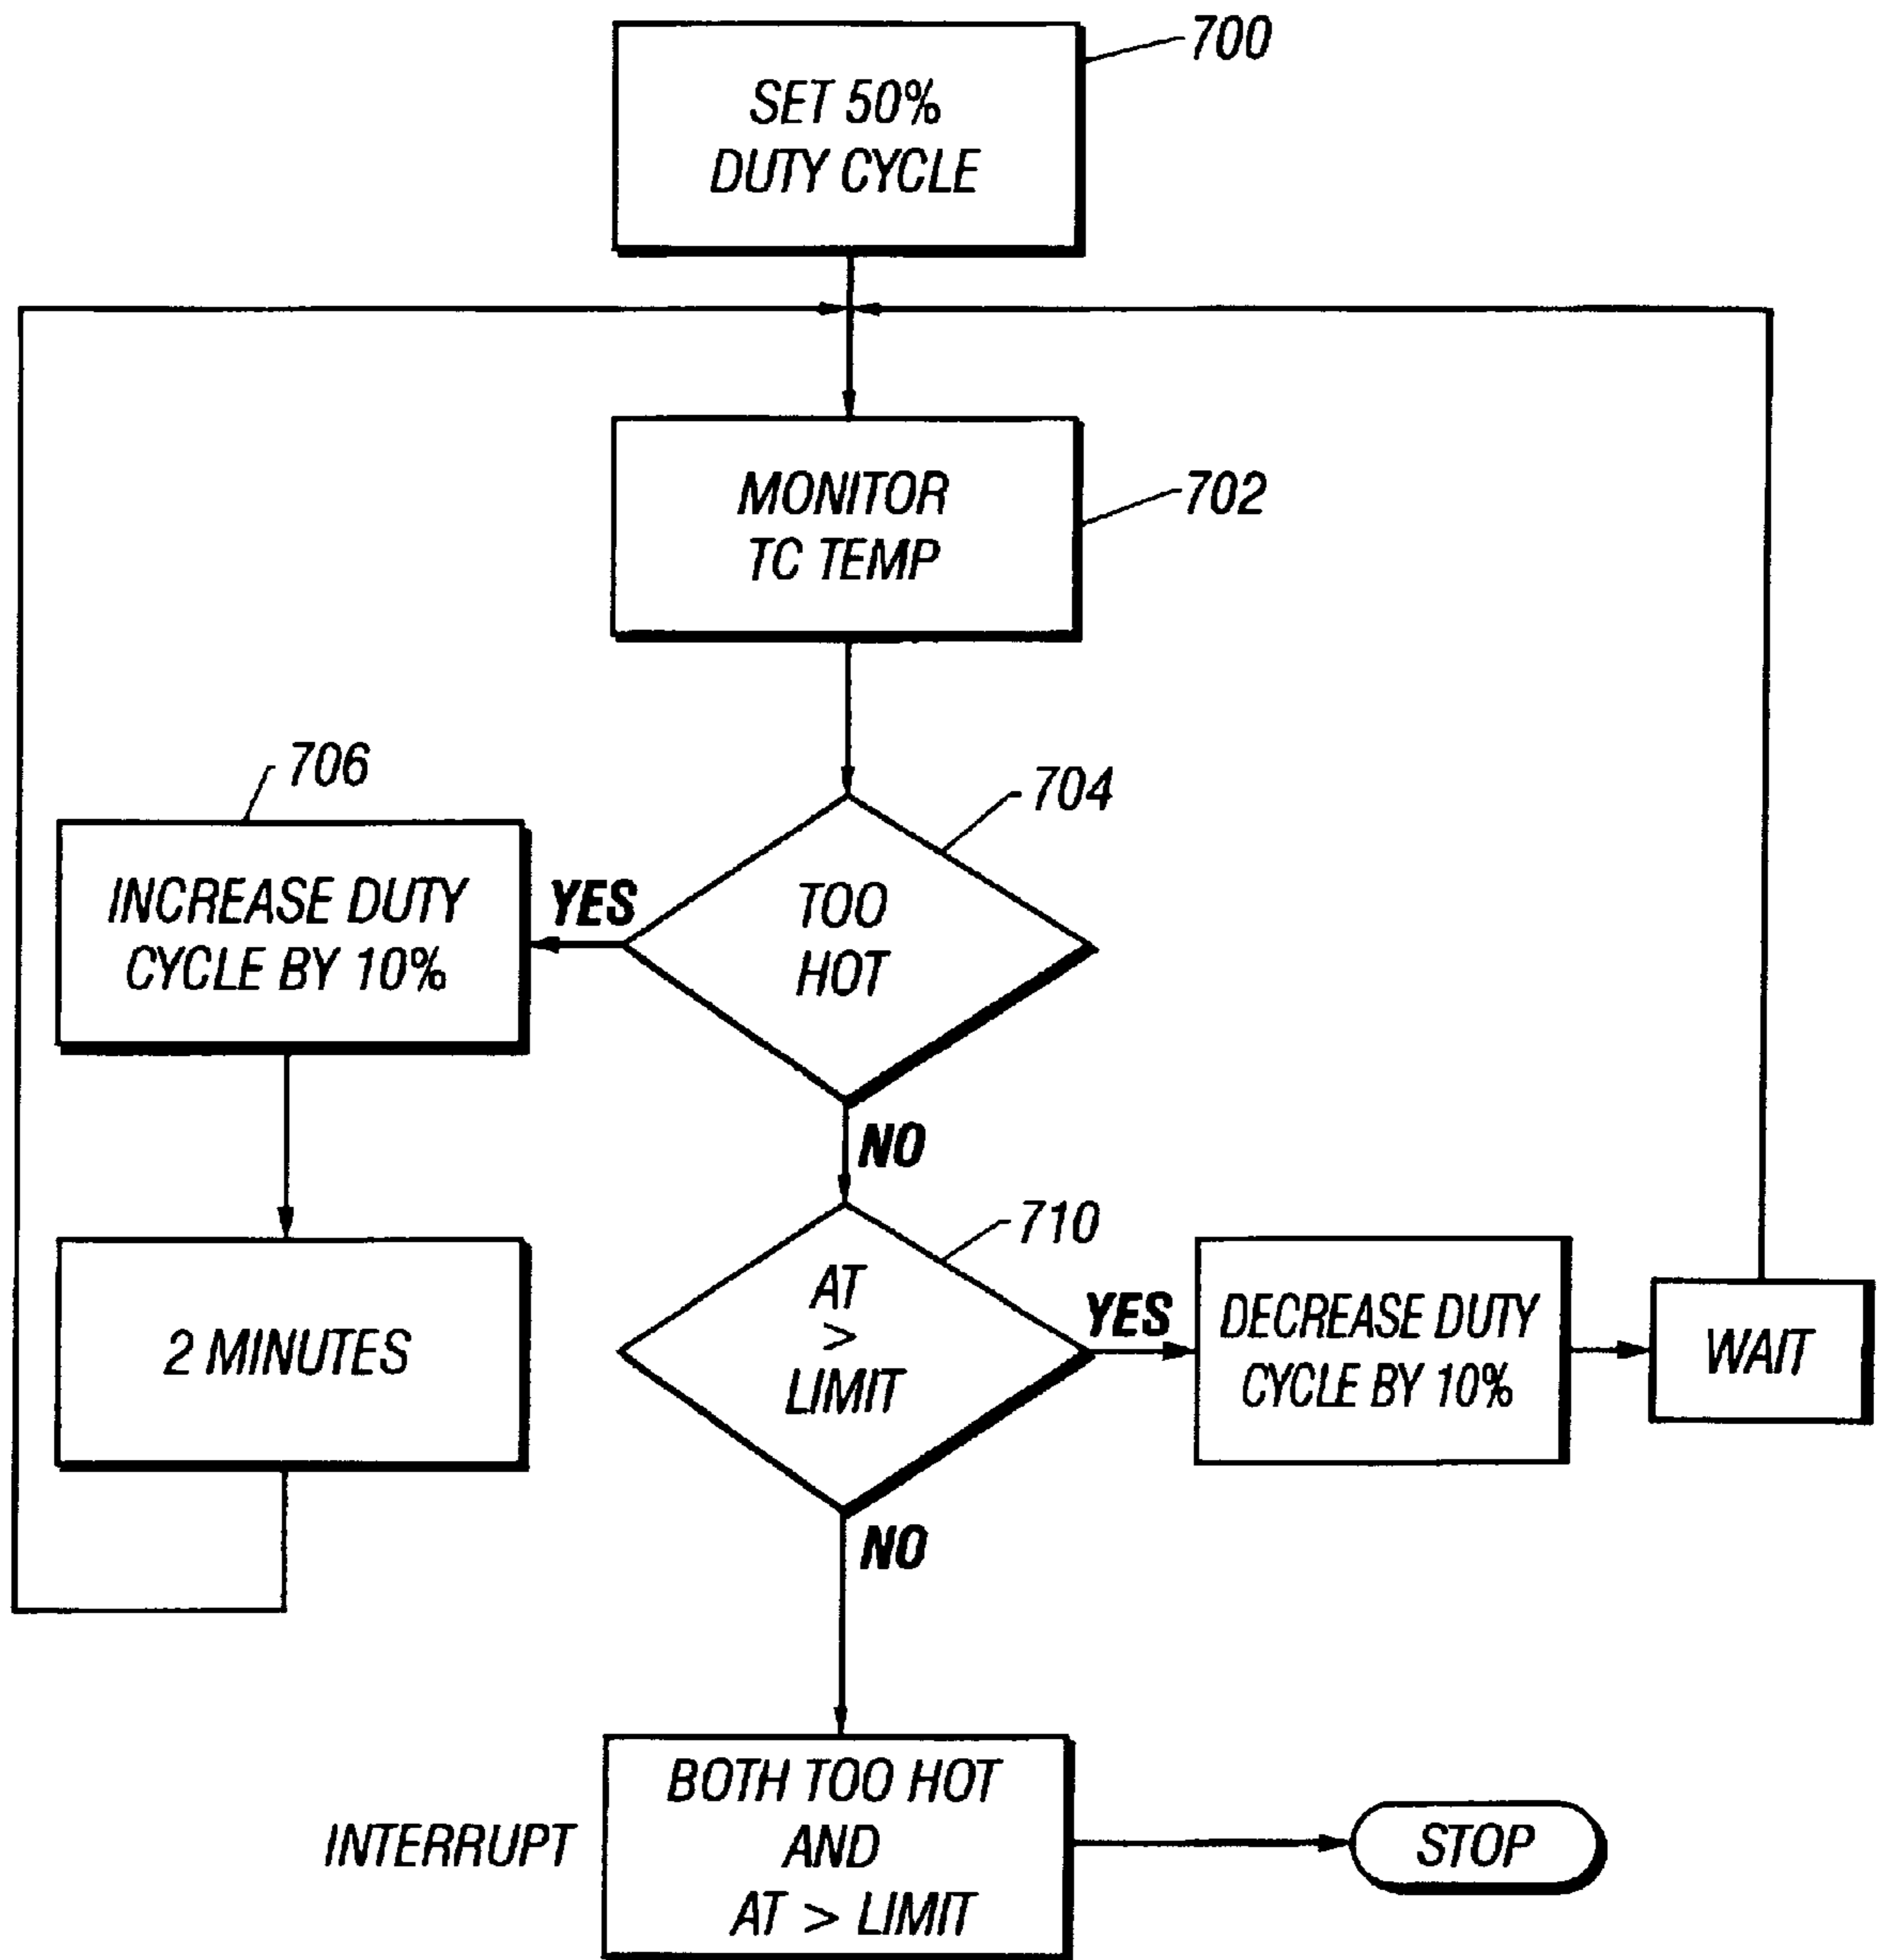 700
SET 50%
DUTY CYCLE
MONITOR
TC TEMP
702
706
704
INCREASE DUTY
CYCLE BY 10%
YES
TOO
HOT
NO
710
2 MINUTES
AT
>
LIMIT
YES
DECREASE DUTY
CYCLE BY 10%
WAIT
NO
INTERRUPT
BOTH TOO HOT
AND
AT > LIMIT
STOP